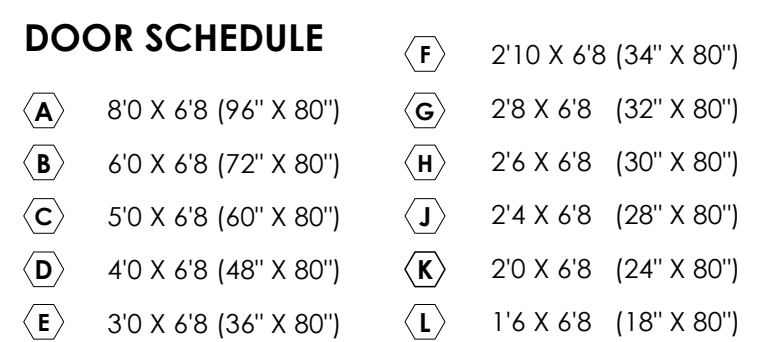 DOOR SCHEDULE
A 8'0 X 6'8 (96" X 80")
B 6'0 X 6'8 (72" X 80")
C 5'0 X 6'8 (60" X 80")
D 4'0 X 6'8 (48" X 80")
E 3'0 X 6'8 (36" X 80")
F 2'10 X 6'8 (34" X 80")
G 2'8 X 6'8 (32" X 80")
H 2'6 X 6'8 (30" X 80")
J 2'4 X 6'8 (28" X 80")
K 2'0 X 6'8 (24" X 80")
L 1'6 X 6'8 (18" X 80")